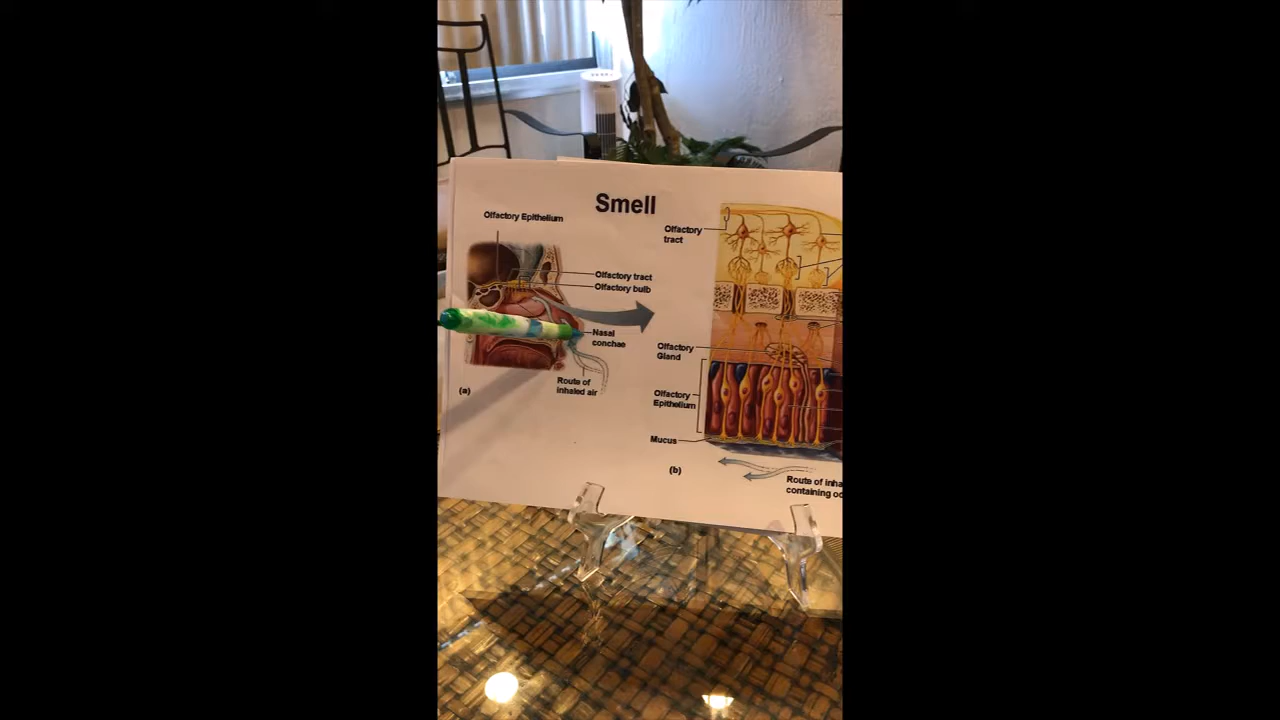 Smell
Olfactory Epithelium
Olfactory tract
Olfactory bulb
Nasal
conchae
Route of
inhaled air
(a)
Olfactory
tract
Olfactory
Gland
Olfactory
Epithelium
Mucus
(b)
Route of inha
containing od